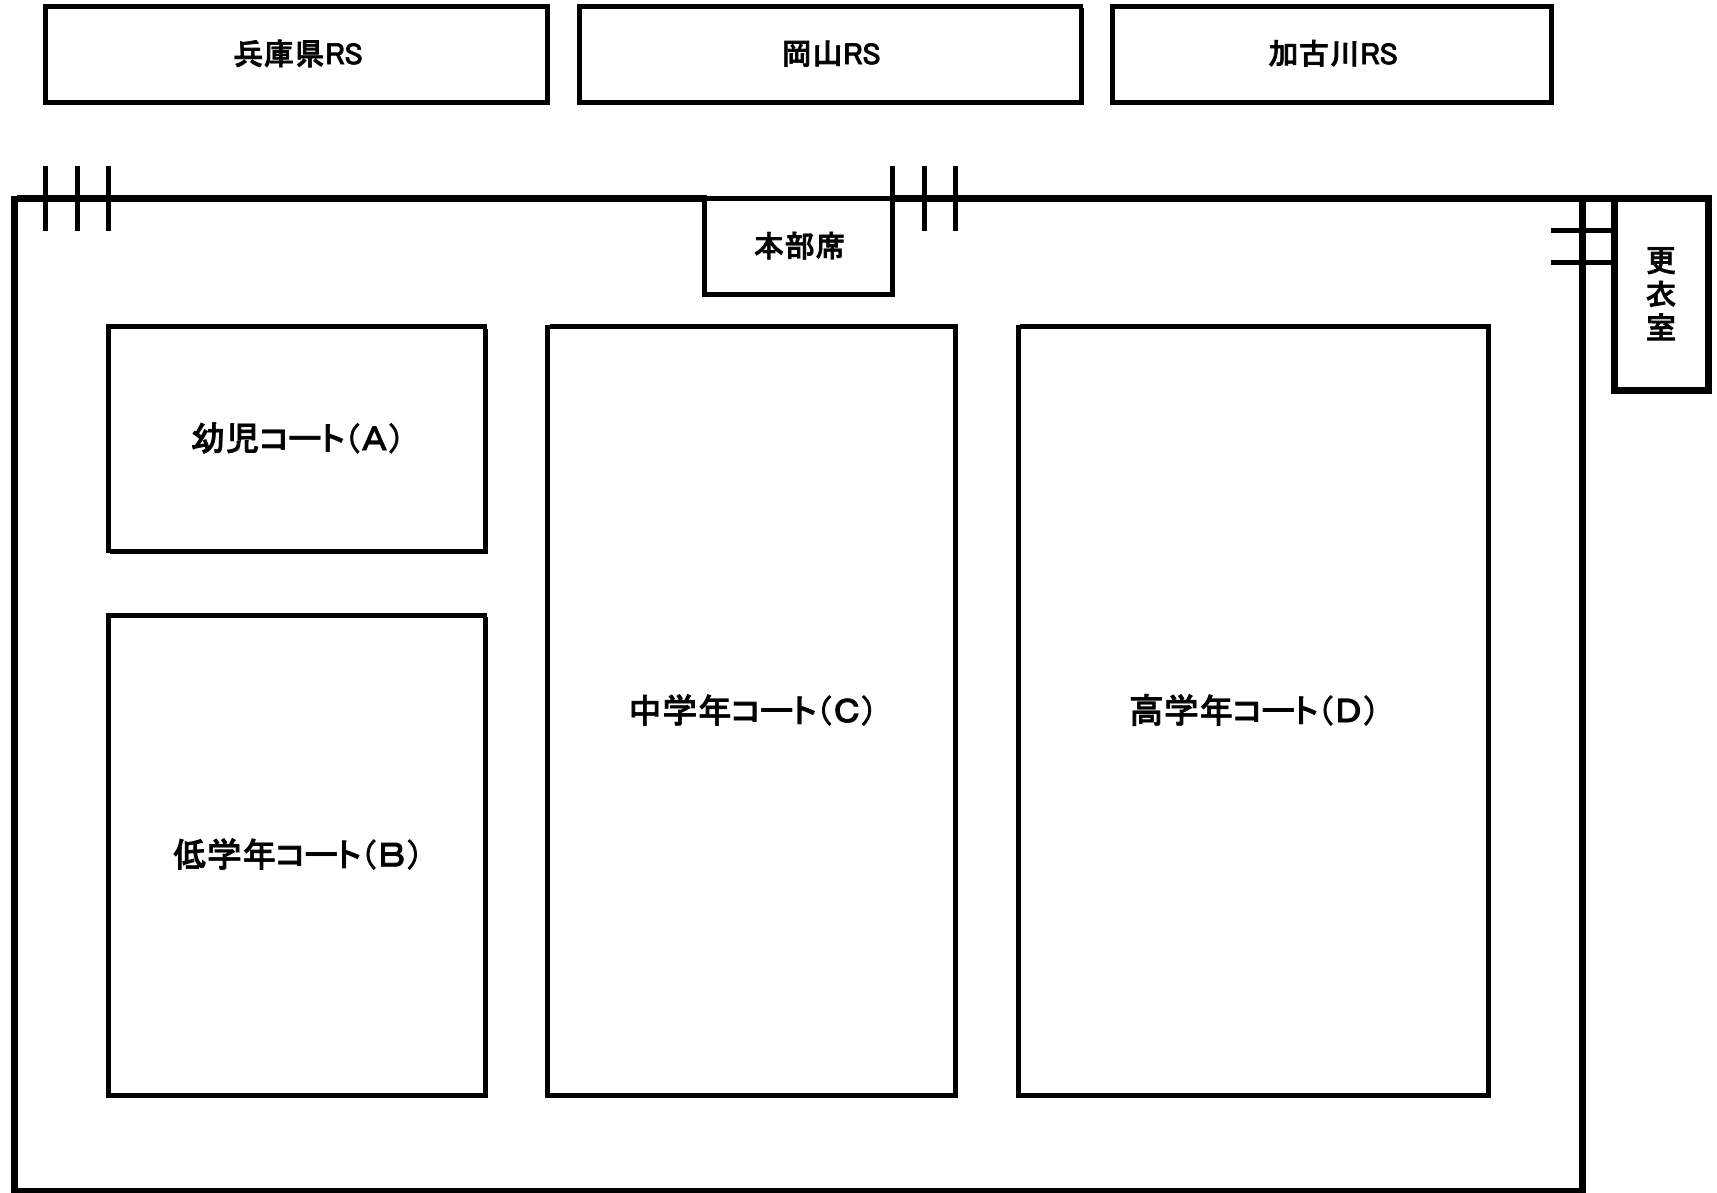 兵庫県RS
岡山RS
加古川RS
本部席
更衣室
幼児コート(A)
中学年コート(C)
高学年コート(D)
低学年コート(B)